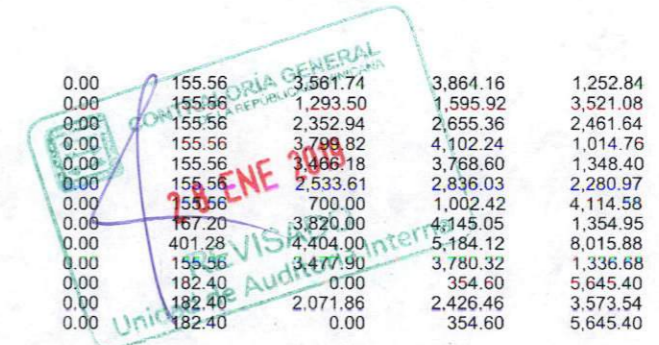 0.00 155.56 3,561.74 3,864.16 1,252.84
0.00 155.56 1,293.50 1,595.92 3,521.08
0.00 155.56 2,352.94 2,655.36 2,461.64
0.00 155.56 3,799.82 4,102.24 1,014.76
0.00 155.56 3,466.18 3,768.60 1,348.40
0.00 155.56 2,533.61 2,836.03 2,280.97
0.00 155.56 700.00 1,002.42 4,114.58
0.00 167.20 3,820.00 4,145.05 1,354.95
0.00 401.28 4,404.00 5,184.12 8,015.88
0.00 155.56 3,477.90 3,780.32 1,336.68
0.00 182.40 0.00 354.60 5,645.40
0.00 182.40 2,071.86 2,426.46 3,573.54
0.00 182.40 0.00 354.60 5,645.40
CONTRALORÍA GENERAL
DE LA REPÚBLICA DOMINICANA
ENE
REVISADO
Unidad de Auditoría Interna